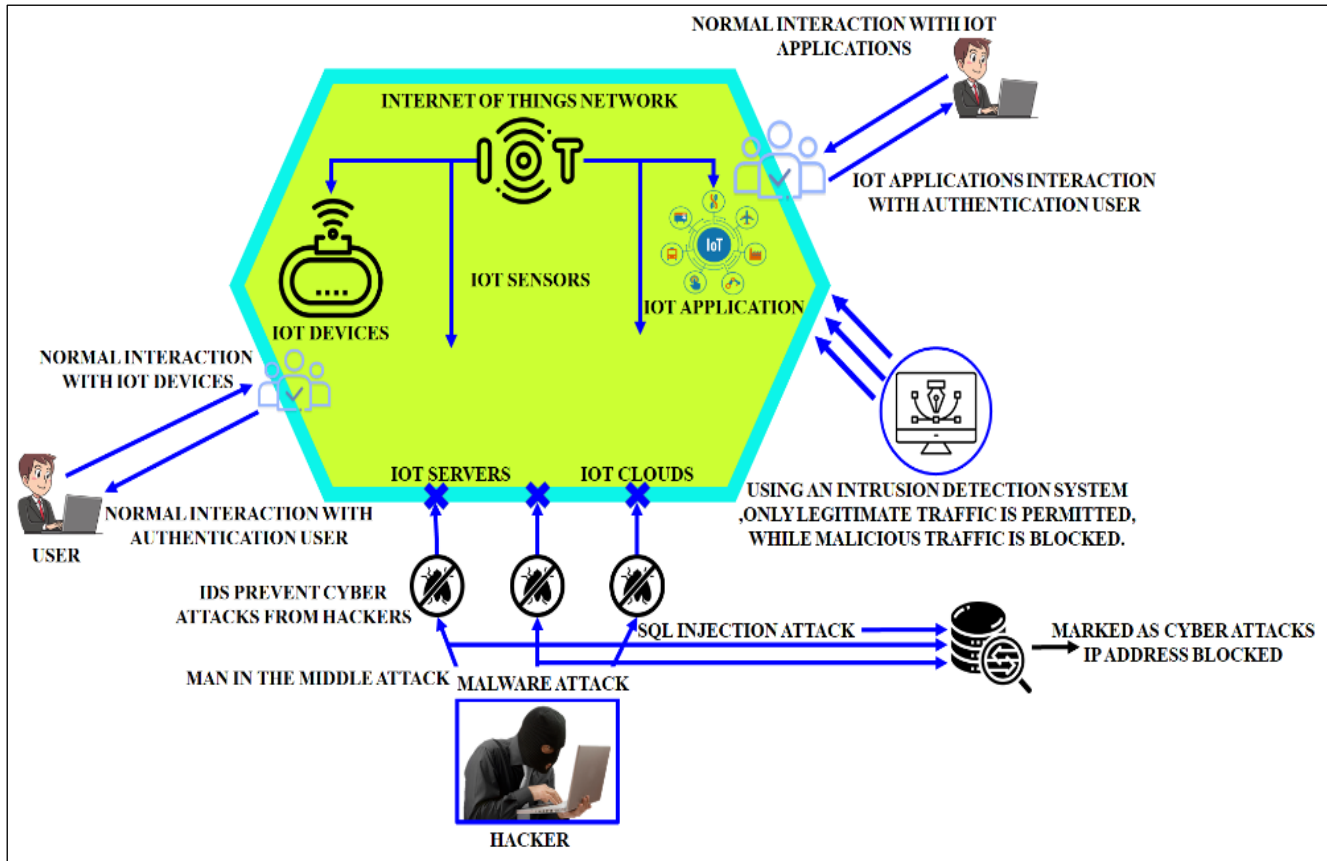 NORMAL INTERACTION WITH IOT
APPLICATIONS
INTERNET OF THINGS NETWORK
IOT
IOT APPLICATIONS INTERACTION
WITH AUTHENTICATION USER
IoT
IOT SENSORS
IOT APPLICATION
IOT DEVICES
NORMAL INTERACTION
WITH IOT DEVICES
IOT SERVERS
IOT CLOUDS
USING AN INTRUSION DETECTION SYSTEM
,ONLY LEGITIMATE TRAFFIC IS PERMITTED,
WHILE MALICIOUS TRAFFIC IS BLOCKED.
NORMAL INTERACTION WITH
AUTHENTICATION USER
USER
IDS PREVENT CYBER
ATTACKS FROM HACKERS
SQL INJECTION ATTACK
MARKED AS CYBER ATTACKS
IP ADDRESS BLOCKED
MAN IN THE MIDDLE ATTACK
MALWARE ATTACK
HACKER